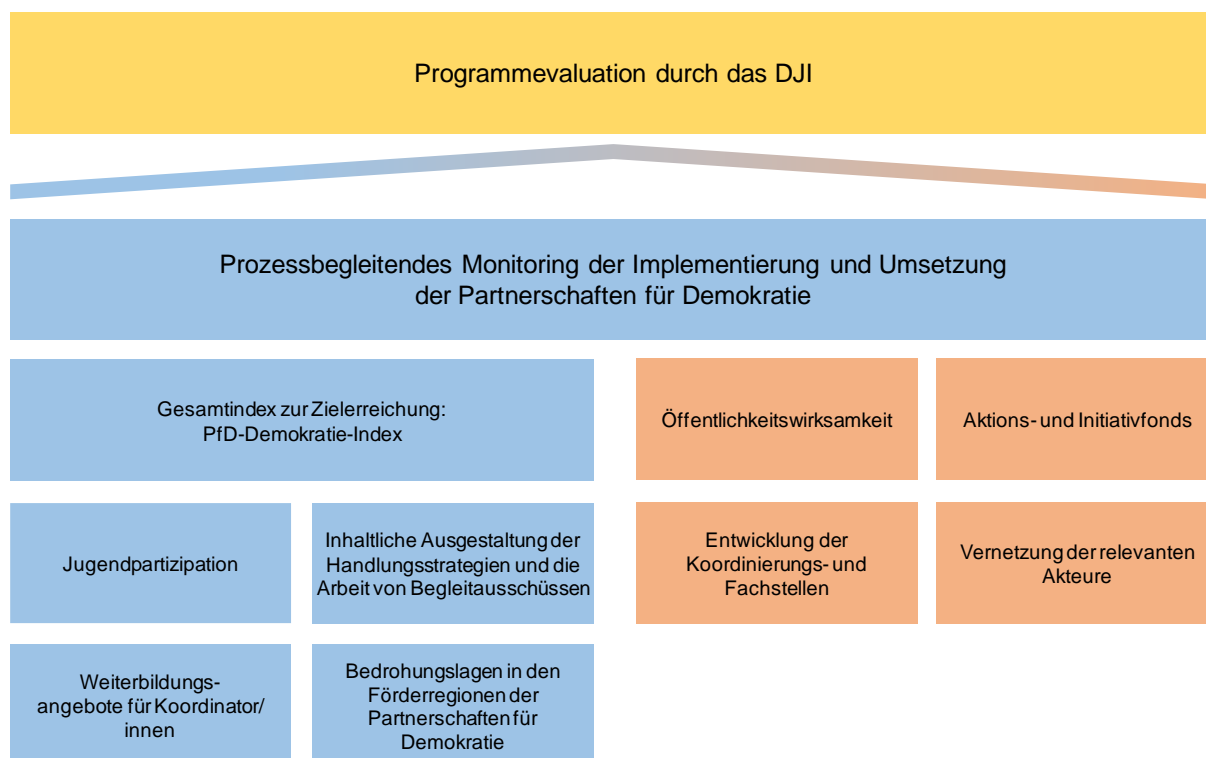 Programmevaluation durch das DJI
Prozessbegleitendes Monitoring der Implementierung und Umsetzung
der Partnerschaften für Demokratie
Gesamtindex zur Zielerreichung:
PfD-Demokratie-Index
Öffentlichkeitswirksamkeit
Aktions- und Initiativfonds
Jugendpartizipation
Inhaltliche Ausgestaltung der
Handlungsstrategien und die
Arbeit von Begleitausschüssen
Entwicklung der
Koordinierungs- und
Fachstellen
Vernetzung der relevanten
Akteure
Weiterbildungs-
angebote für Koordinator/
innen
Bedrohungslagen in den
Förderregionen der
Partnerschaften für
Demokratie